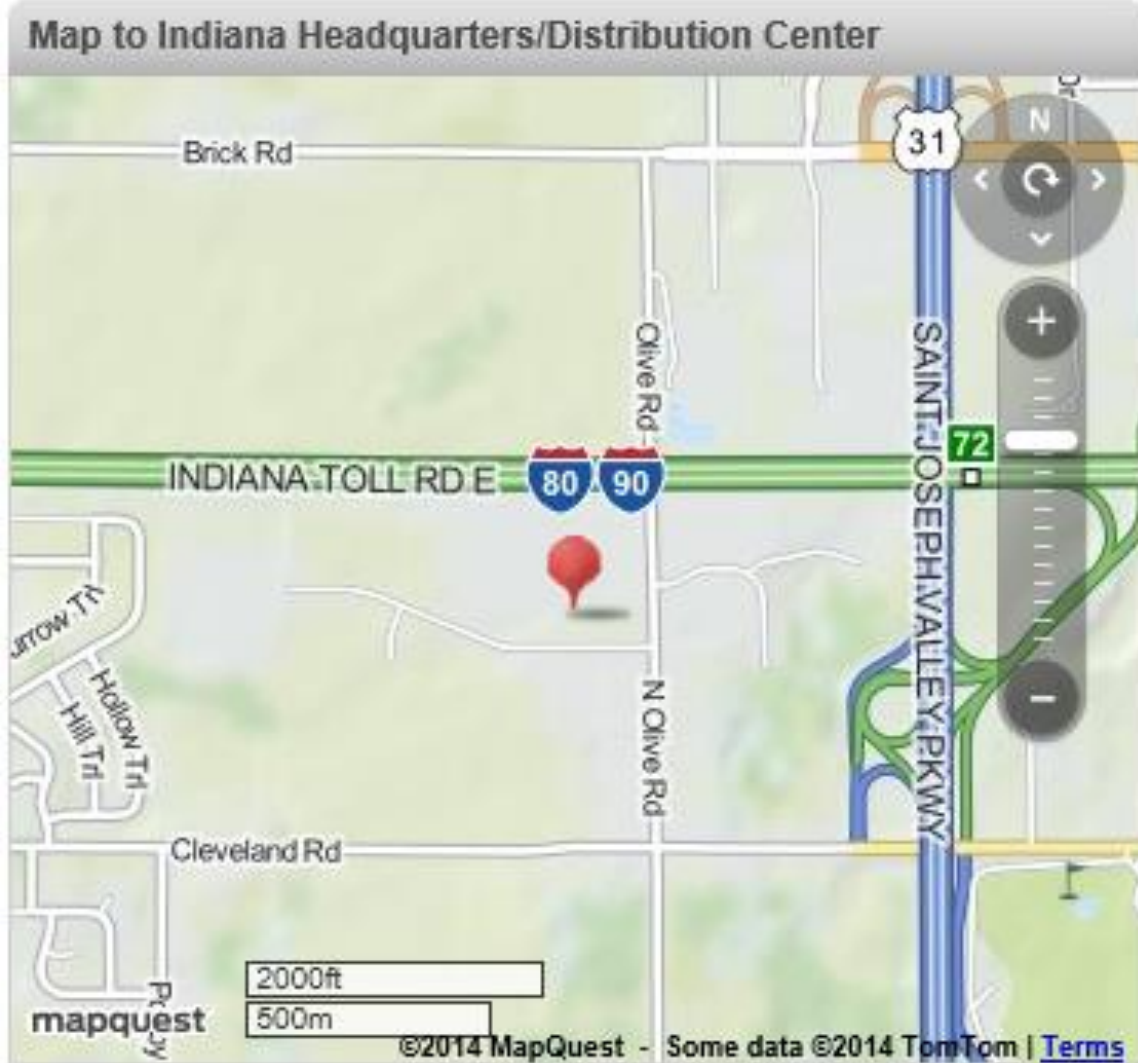 Map to Indiana Headquarters/Distribution Center
Dr
N
31
Brick Rd
Olive Rd
SAINT JOSEPH VALLEY PKWY
+
72
INDIANA TOLL RD E
80
90
Hollow Trl
Hill Trl
N Olive Rd
−
Cleveland Rd
2000ft
500m
mapquest
©2014 MapQuest - Some data ©2014 TomTom | Terms